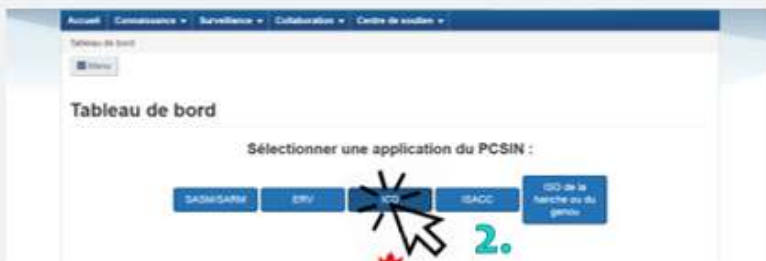 Accueil Connaissance Surveillance Collaboration Centre de soutien
Tableau de bord
Menu
Tableau de bord
Sélectionner une application du PCSIN :
SASM/SARM ERV ICD ISACC ISO de la hanche ou du genou
2.